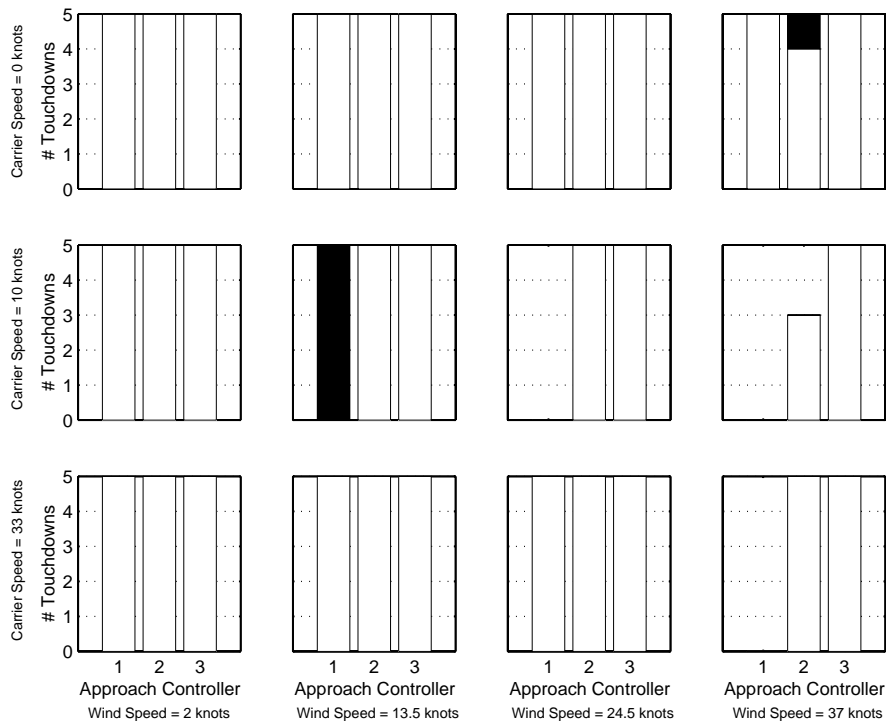 Carrier Speed = 0 knots
# Touchdowns
5
4
3
2
1
0
Carrier Speed = 10 knots
# Touchdowns
5
4
3
2
1
0
Carrier Speed = 33 knots
# Touchdowns
5
4
3
2
1
0
1 2 3
1 2 3
1 2 3
1 2 3
Approach Controller
Approach Controller
Approach Controller
Approach Controller
Wind Speed = 2 knots
Wind Speed = 13.5 knots
Wind Speed = 24.5 knots
Wind Speed = 37 knots